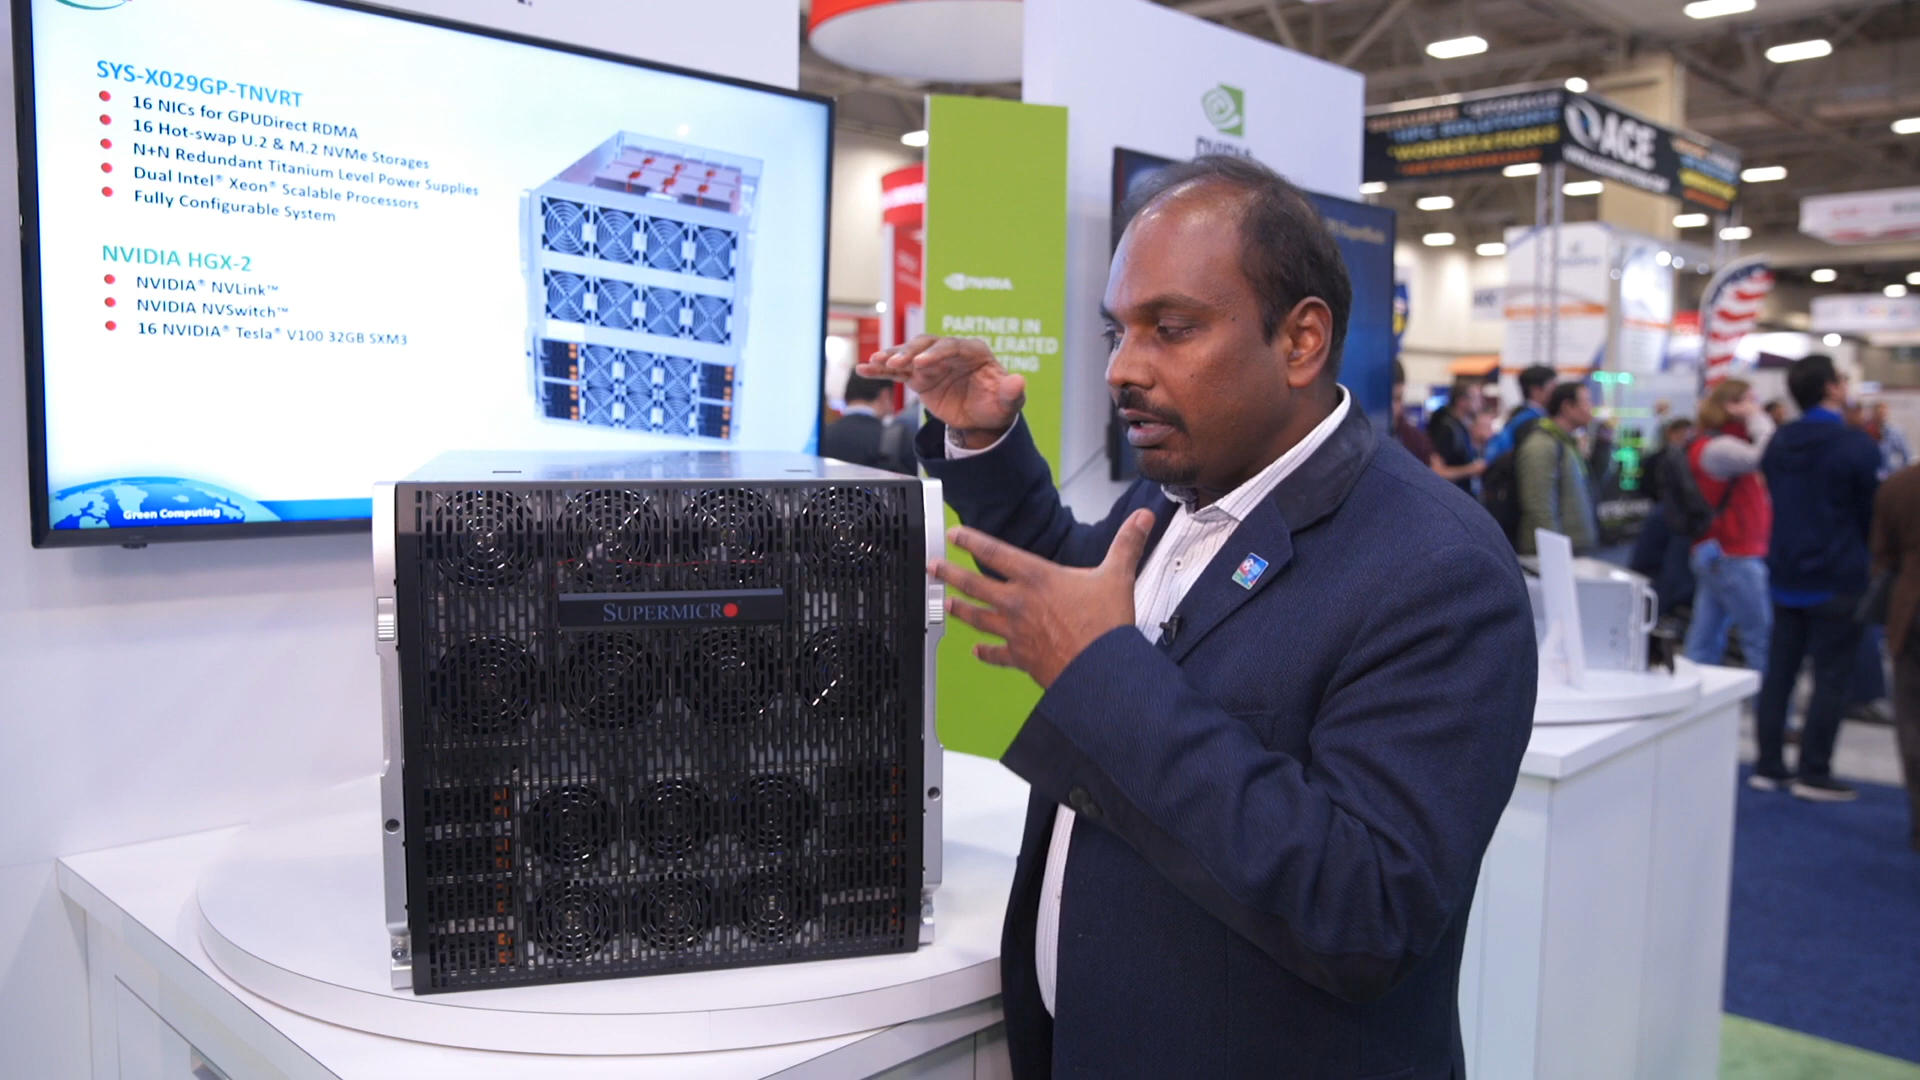 SYS-X029GP-TNVRT
16 NICs for GPUDirect RDMA
16 Hot-swap U.2 & M.2 NVMe Storages
N+N Redundant Titanium Level Power Supplies
Dual Intel® Xeon® Scalable Processors
Fully Configurable System
NVIDIA HGX-2
NVIDIA® NVLink™
NVIDIA NVSwitch™
16 NVIDIA® Tesla® V100 32GB SXM3
Green Computing
SUPERMICRO
NVIDIA
PARTNER IN
ACE
WORKSTATIONS